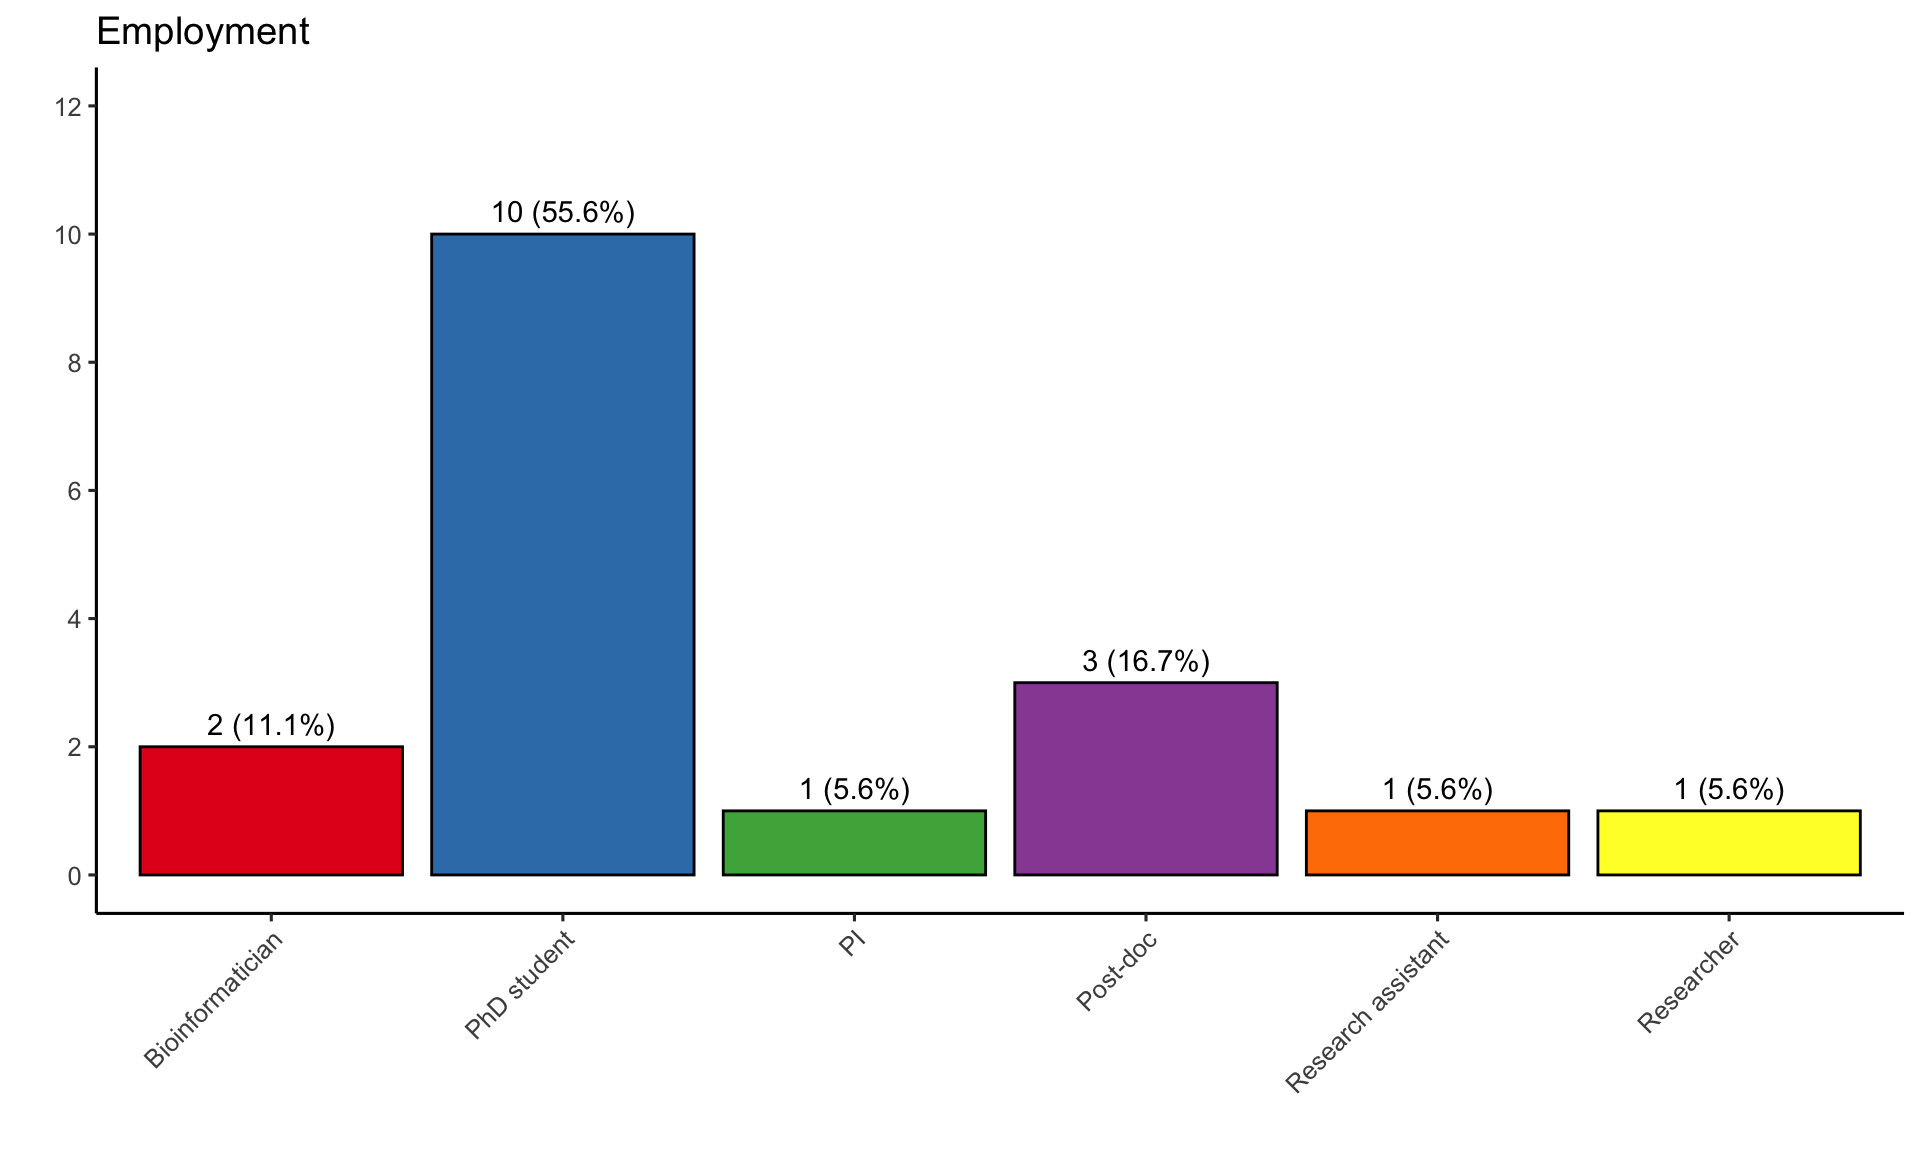 Employment
12
10
8
6
4
2
0
2 (11.1%)
10 (55.6%)
1 (5.6%)
3 (16.7%)
1 (5.6%)
1 (5.6%)
Bioinformatician
PhD student
PI
Post-doc
Research assistant
Researcher